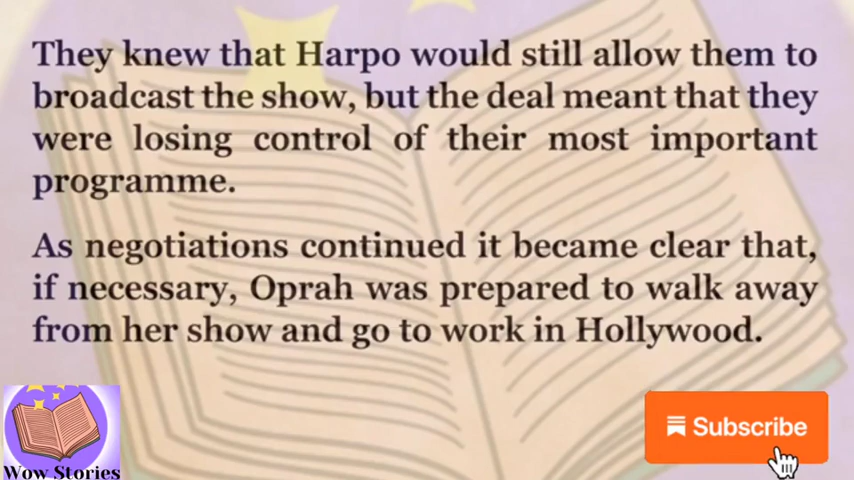 They knew that Harpo would still allow them to
broadcast the show, but the deal meant that they
were losing control of their most important
programme.
As negotiations continued it became clear that,
if necessary, Oprah was prepared to walk away
from her show and go to work in Hollywood.
Wow Stories
Subscribe